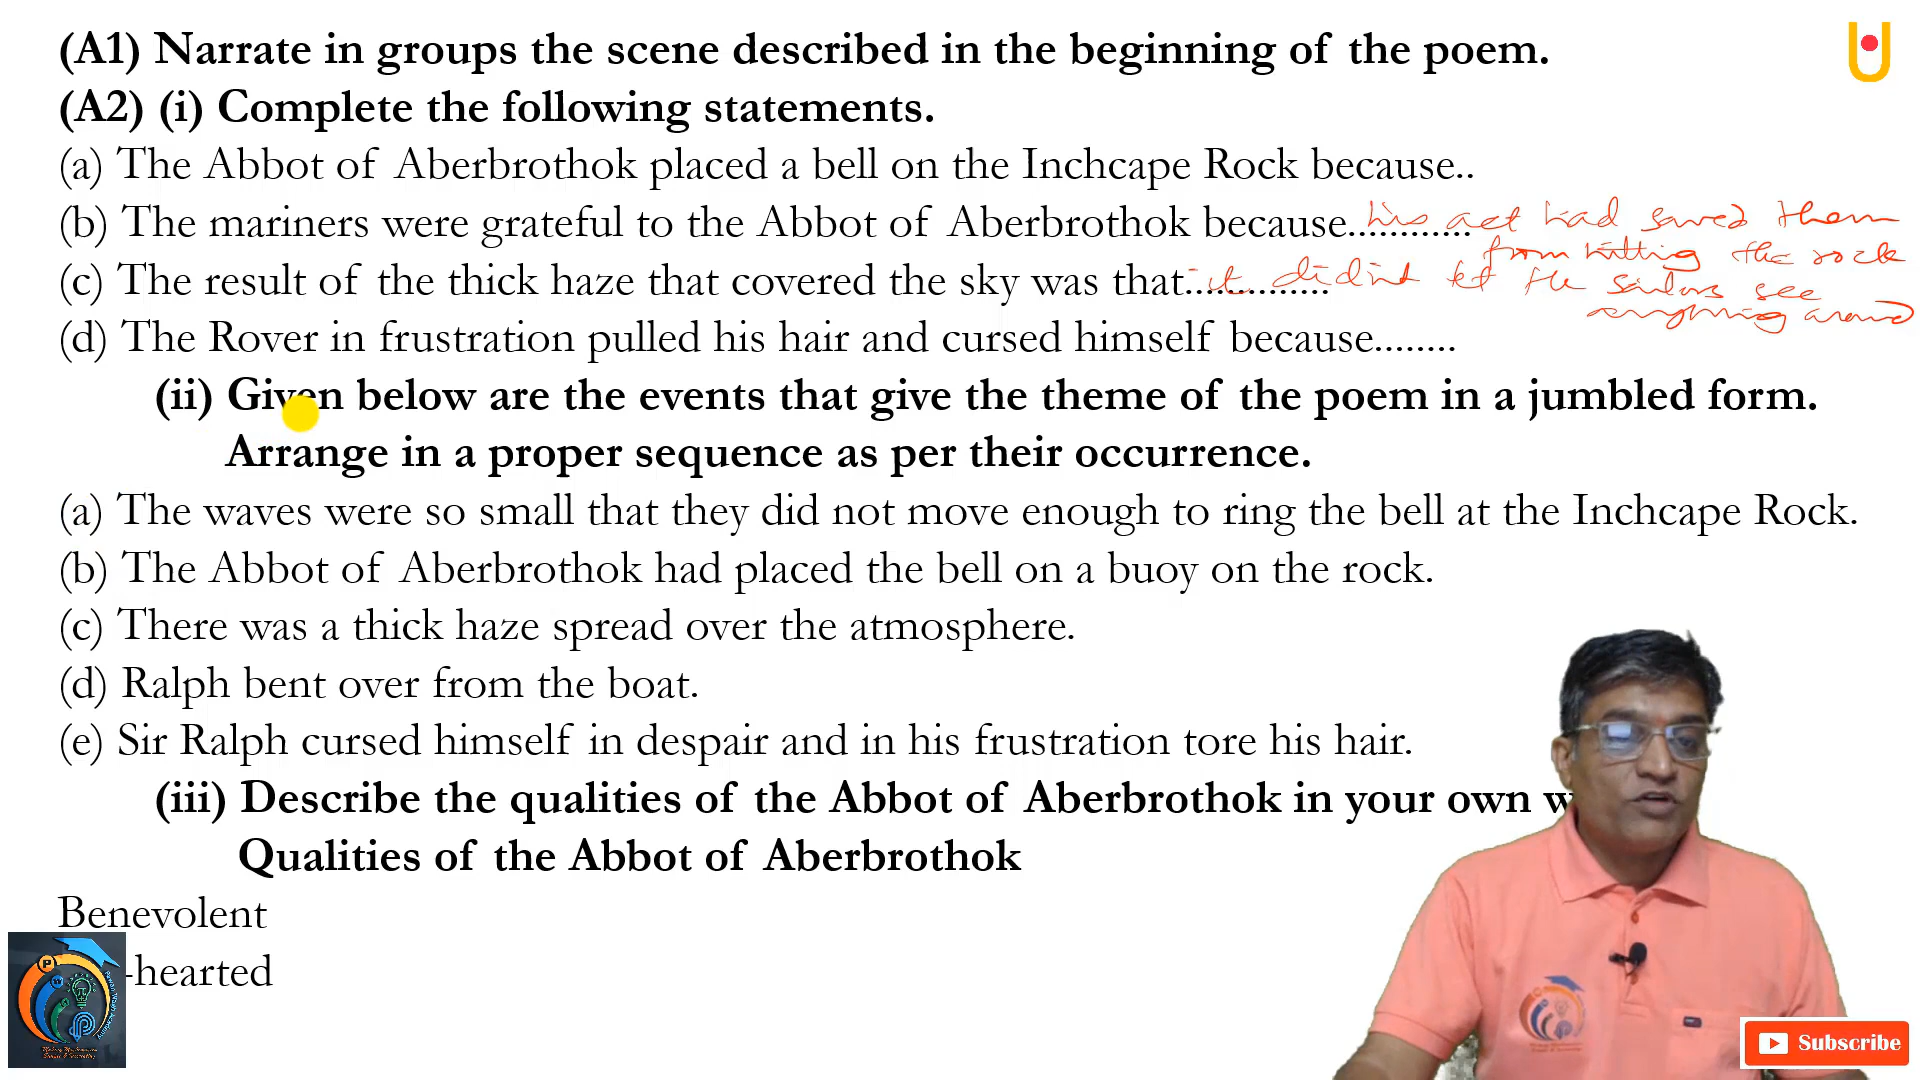 (A1) Narrate in groups the scene described in the beginning of the poem.
(A2) (i) Complete the following statements.
(a) The Abbot of Aberbrothok placed a bell on the Inchcape Rock because..
(b) The mariners were grateful to the Abbot of Aberbrothok because............ his act had saved them
from hitting the rock
(c) The result of the thick haze that covered the sky was that.............. it didn't let the sailors see
anything around
(d) The Rover in frustration pulled his hair and cursed himself because........
(ii) Given below are the events that give the theme of the poem in a jumbled form.
Arrange in a proper sequence as per their occurrence.
(a) The waves were so small that they did not move enough to ring the bell at the Inchcape Rock.
(b) The Abbot of Aberbrothok had placed the bell on a buoy on the rock.
(c) There was a thick haze spread over the atmosphere.
(d) Ralph bent over from the boat.
(e) Sir Ralph cursed himself in despair and in his frustration tore his hair.
(iii) Describe the qualities of the Abbot of Aberbrothok in your own w
Qualities of the Abbot of Aberbrothok
Benevolent
-hearted
Subscribe